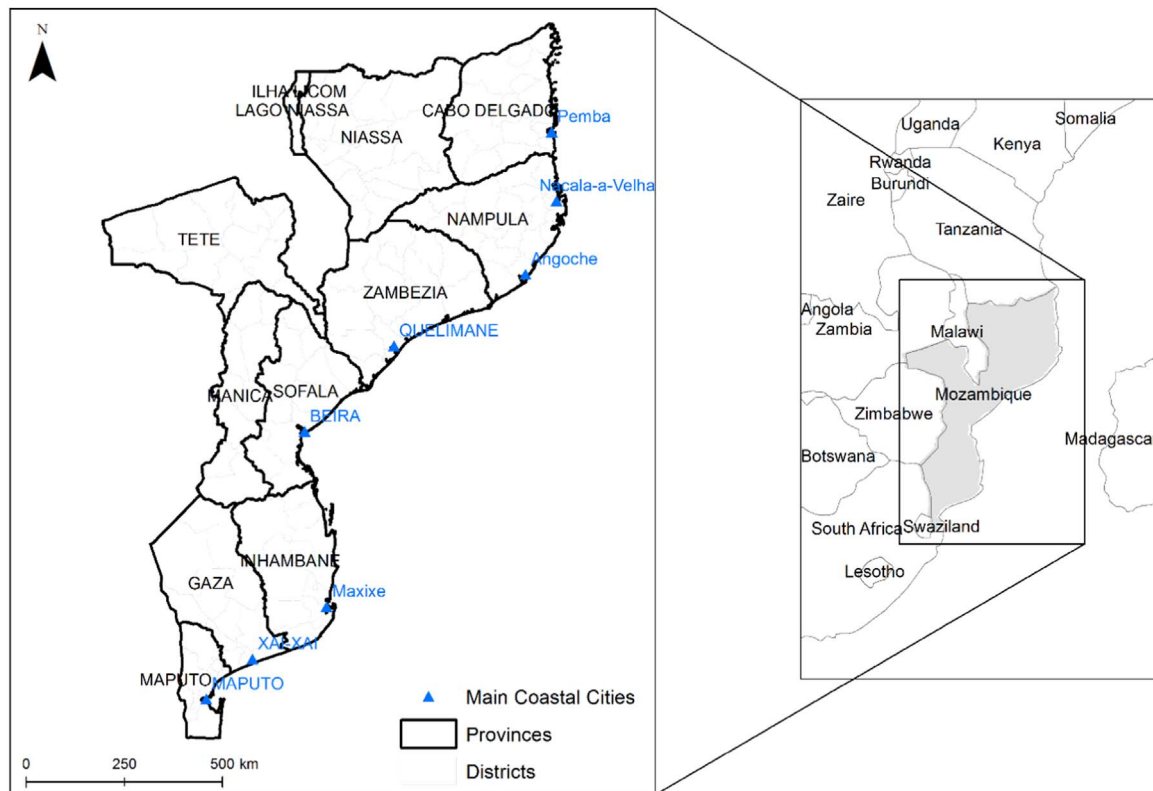 N
ILHA LICOM
LAGO NIASSA
CABO DELGADO
Pemba
NIASSA
Nacala-a-Velha
NAMPULA
TETE
Angoche
ZAMBEZIA
QUELIMANE
MANICA
SOFALA
BEIRA
INHAMBANE
GAZA
Maxixe
XAI-XAI
MAPUTO
MAPUTO
Main Coastal Cities
Provinces
Districts
0 250 500 km
Uganda
Somalia
Kenya
Rwanda
Burundi
Zaire
Tanzania
Angola
Zambia
Malawi
Mozambique
Zimbabwe
Madagascar
Botswana
South Africa
Swaziland
Lesotho